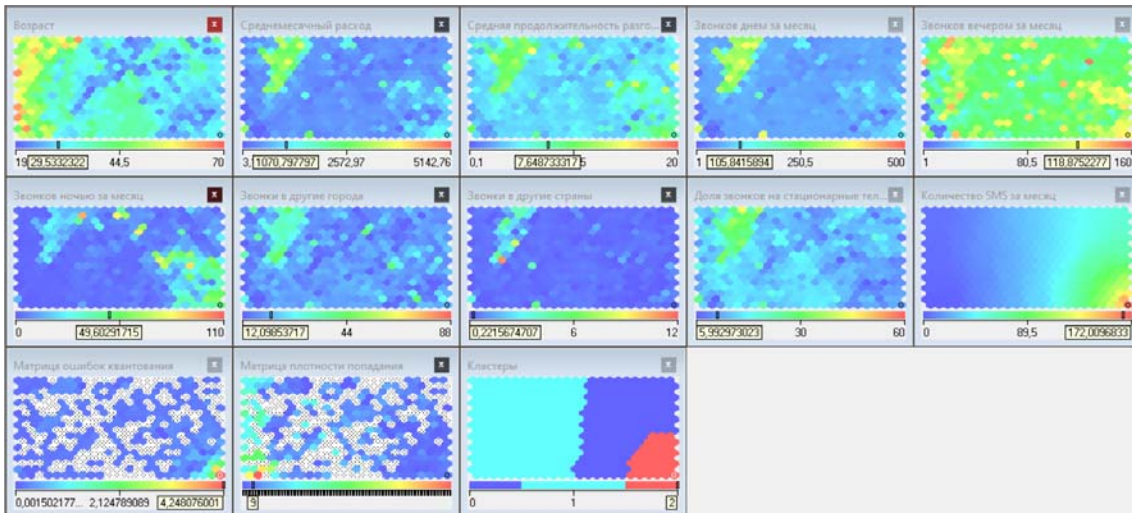 Возраст
Среднемесячный расход
Средняя продолжительность разго...
Звонков днем за месяц
Звонков вечером за месяц
19 29,5332322 44,5 70
3, 1070,797797 2572,97 5142,76
0,1 7,648733317 5 20
1 105,8415894 250,5 500
1 80,5 118,8752277 160
Звонков ночью за месяц
Звонки в другие города
Звонки в другие страны
Доля звонков на стационарные тел...
Количество SMS за месяц
0 49,60291715 110
12,09853717 44 88
0,2215674707 6 12
5,992973023 30 60
0 89,5 172,0096833
Матрица ошибок квантования
Матрица плотности попадания
Кластеры
0,001502177... 2,124789089 4,248076001
9
0 1 2